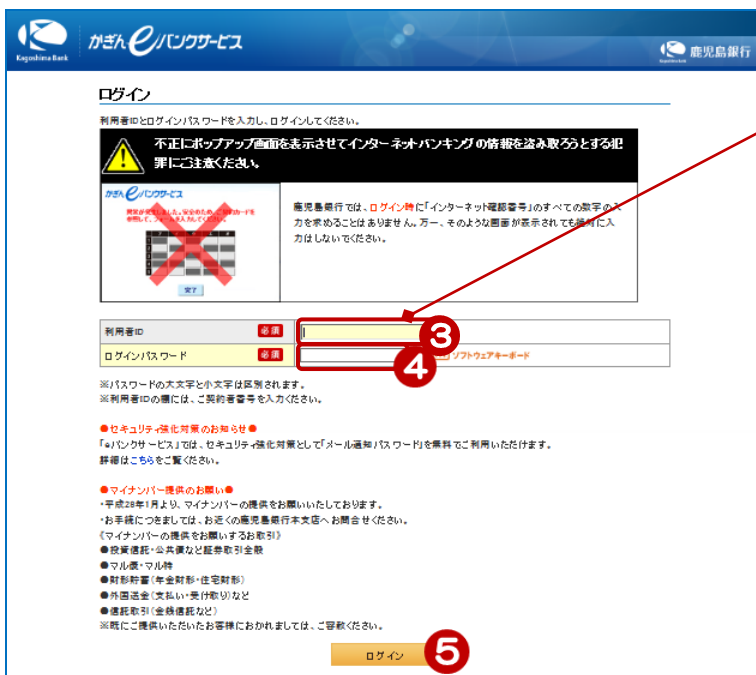 Kagoshima Bank
かぎんeバンクサービス
鹿児島銀行
ログイン
利用者IDとログインパスワードを入力し、ログインしてください。
不正にポップアップ画面を表示させてインターネットバンキングの情報を盗み取ろうとする犯
罪にご注意ください。
かぎんeバンクサービス
完了
鹿児島銀行では、ログイン時に「インターネット確認番号」のすべての数字の入
力を求めることはありません。万一、そのような画面が表示されても絶対に入
力はしないでください。
利用者ID 必須 3
ログインパスワード 必須 4 ソフトウェアキーボード
※パスワードの大文字と小文字は区別されます。
※利用者IDの欄には、ご契約者番号を入力ください。
●セキュリティ強化対策のお知らせ●
「eバンクサービス」では、セキュリティ強化対策として「メール通知パスワード」を無料でご利用いただけます。
詳細はこちらをご覧ください。
●マイナンバー提供のお願い●
・平成28年1月より、マイナンバーの提供をお願いいたしております。
・お手続につきましては、お近くの鹿児島銀行本支店へお問合せください。
《マイナンバーの提供をお願いするお取引》
●投資信託・公共債など証券取引全般
●マル優・マル特
●財形貯蓄(年金財形・住宅財形)
●外国送金(支払い・受け取り)など
●信託取引(金銭信託など)
※既にご提供いただいたお客様におかれましては、ご容赦ください。
ログイン 5